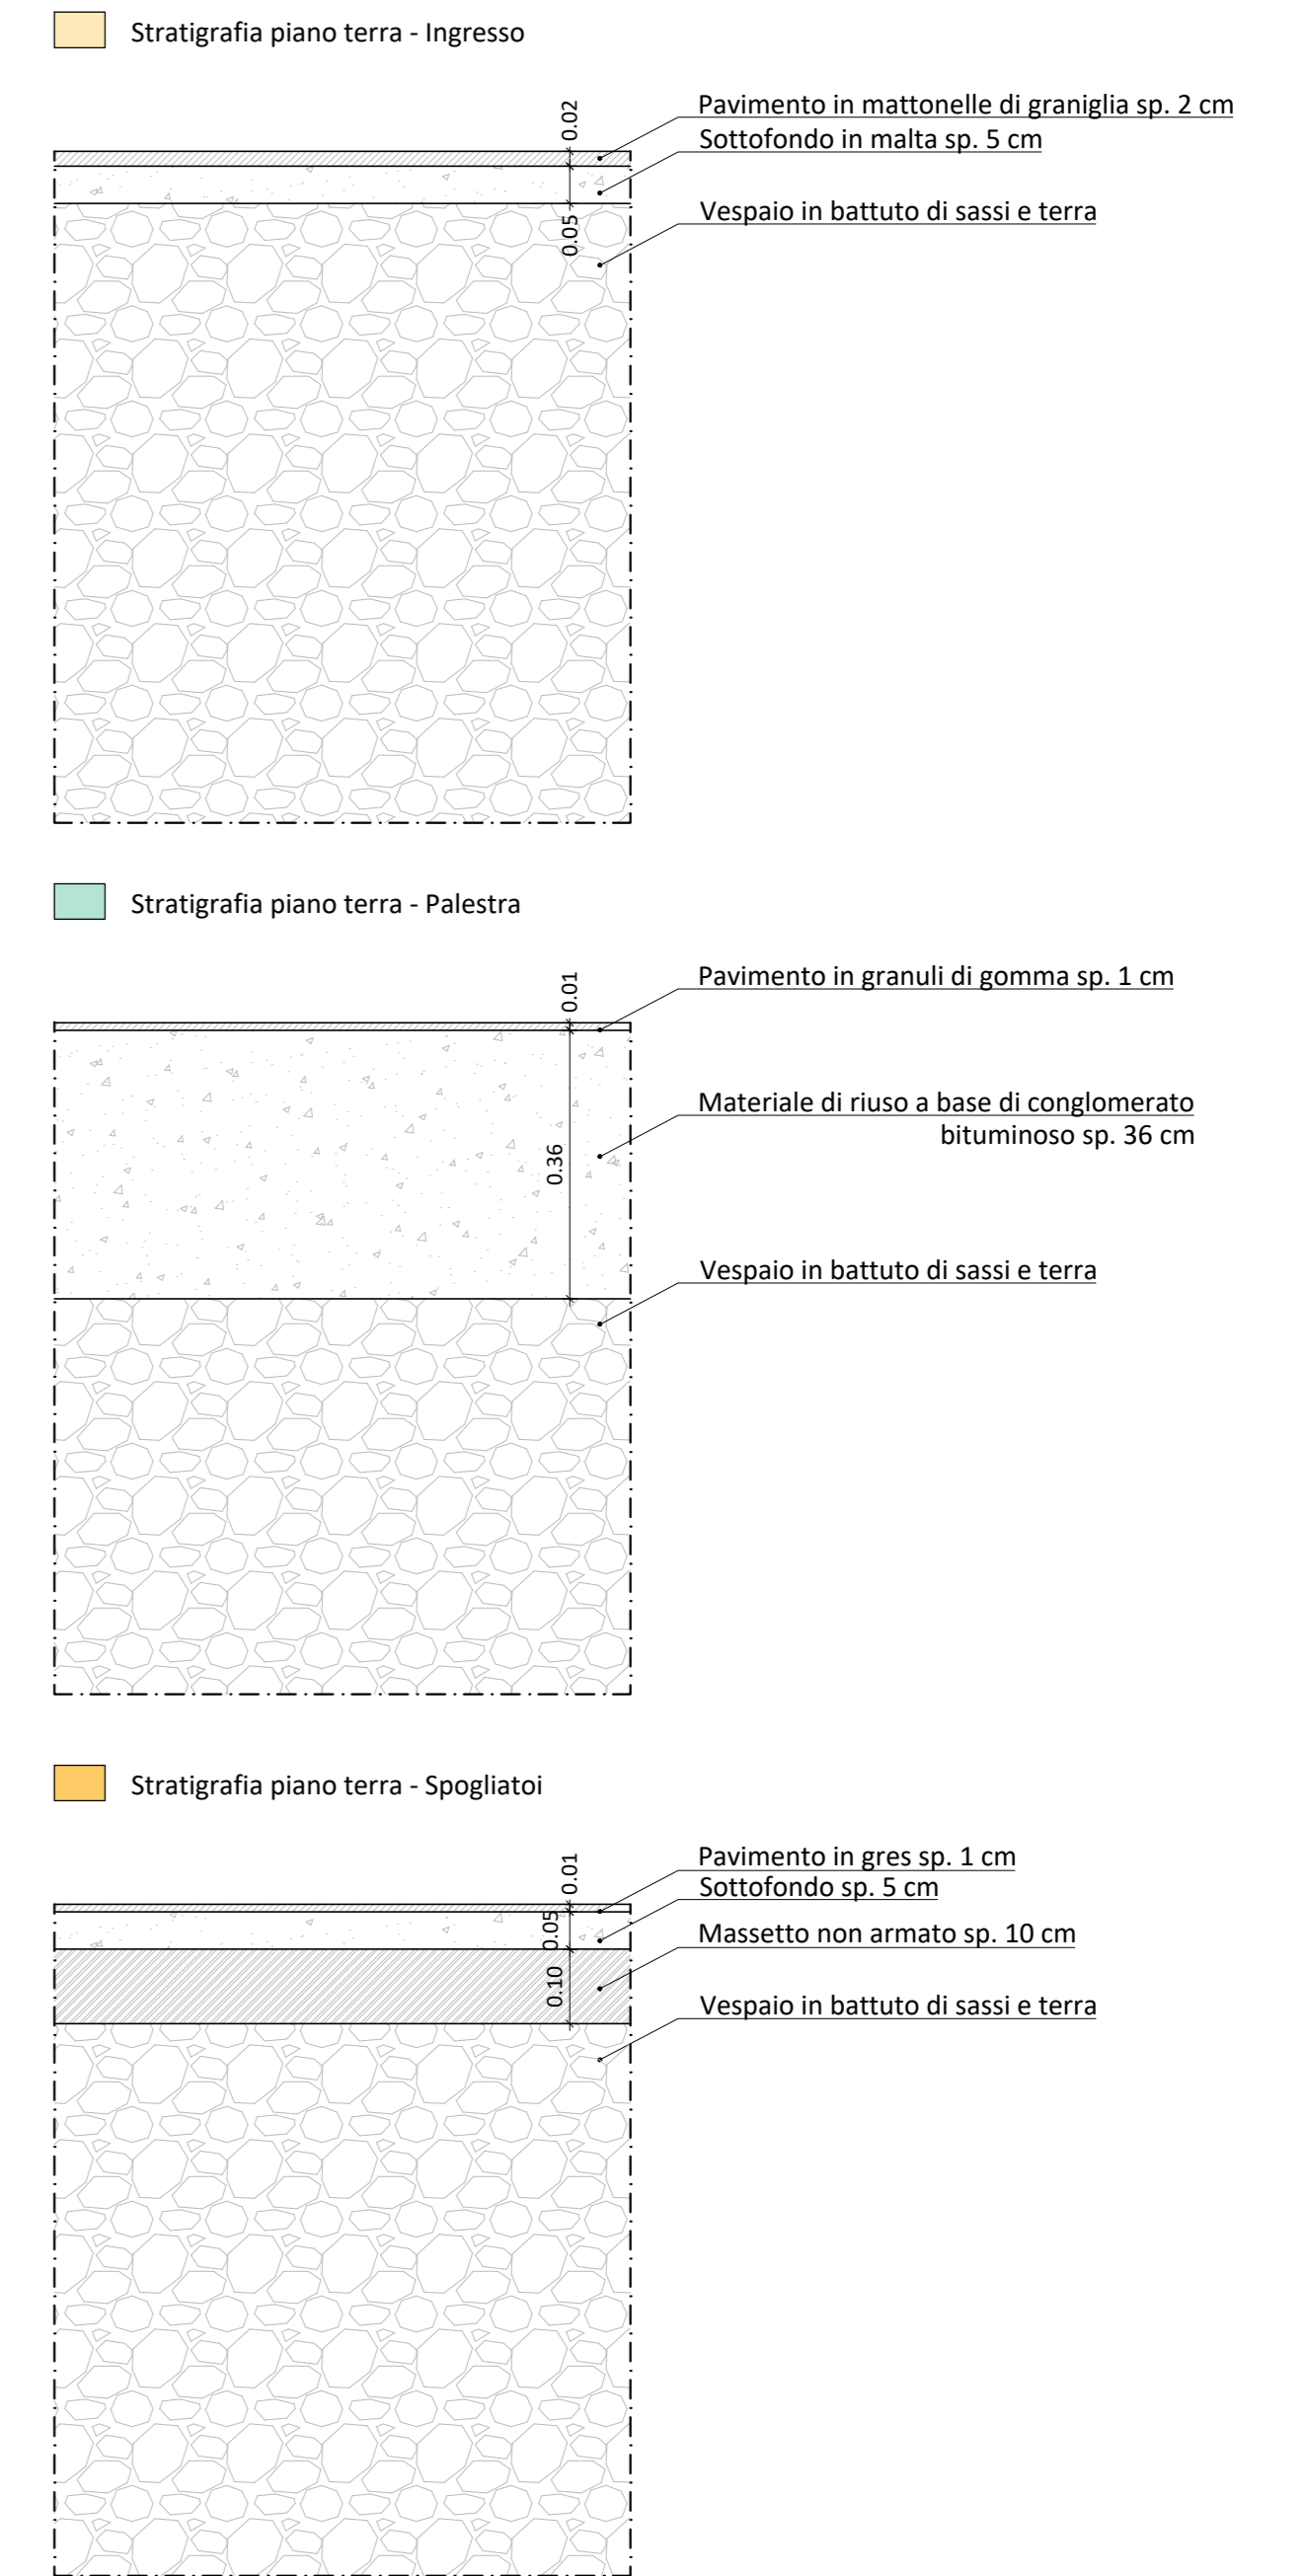 Stratigrafia piano terra - Ingresso
0.02
Pavimento in mattonelle di graniglia sp. 2 cm
Sottofondo in malta sp. 5 cm
Vespaio in battuto di sassi e terra
0.05
Stratigrafia piano terra - Palestra
0.01
Pavimento in granuli di gomma sp. 1 cm
Materiale di riuso a base di conglomerato
bituminoso sp. 36 cm
0.36
Vespaio in battuto di sassi e terra
Stratigrafia piano terra - Spogliatoi
0.01
Pavimento in gres sp. 1 cm
Sottofondo sp. 5 cm
0.05
Massetto non armato sp. 10 cm
0.10
Vespaio in battuto di sassi e terra